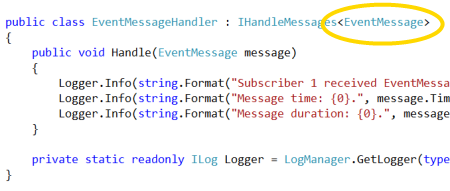 public class EventMessageHandler : IHandleMessages<EventMessage>
{
    public void Handle(EventMessage message)
    {
        Logger.Info(string.Format("Subscriber 1 received EventMessa
        Logger.Info(string.Format("Message time: {0}.", message.Tim
        Logger.Info(string.Format("Message duration: {0}.", message
    }
    private static readonly ILog Logger = LogManager.GetLogger(type
}